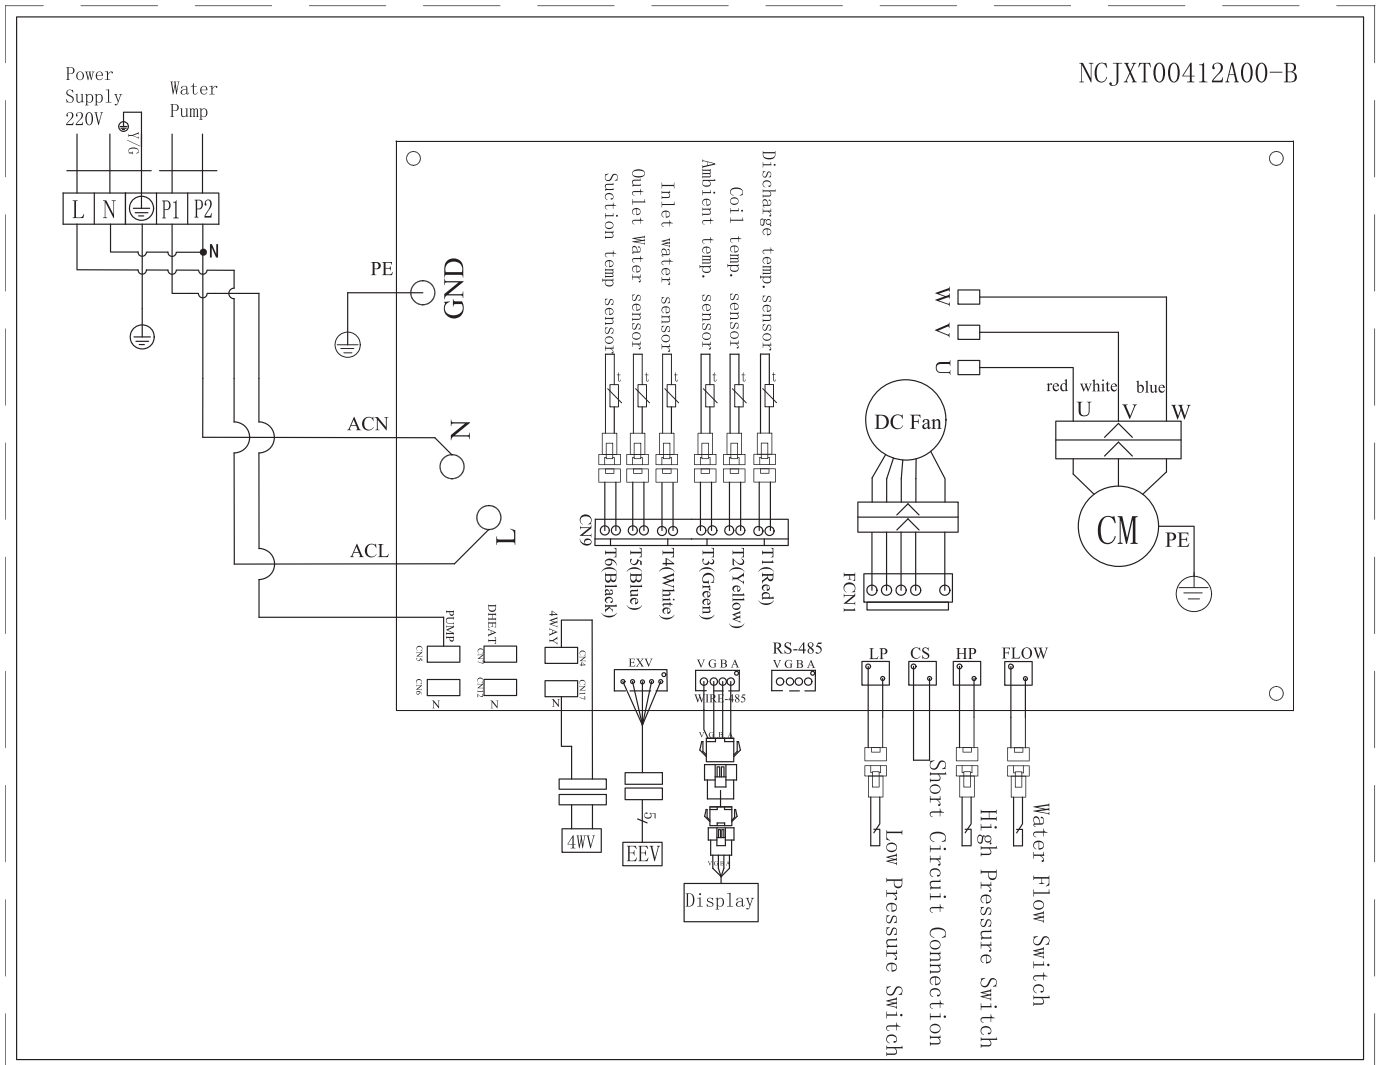 NCJXT00412A00-B
Power
Supply
220V
Water
Pump
Y/G
L
N
P1
P2
N
PE
GND
ACN
N
ACL
L
Suction temp sensor
Outlet Water sensor
Inlet water sensor
Ambient temp. sensor
Coil temp. sensor
Discharge temp. sensor
t
t
t
t
t
t
CN9
T6(Black)
T5(Blue)
T4(White)
T3(Green)
T2(Yellow)
T1(Red)
W
V
U
red
white
blue
U
V
W
CM
PE
DC Fan
FCN1
PUMP
DHEAT
4WAY
CN5
CN7
CN4
CN6
CN12
CN17
N
N
N
EXV
V G B A
WIRE-485
V G B A
RS-485
V G B A
LP
CS
HP
FLOW
4WV
5
EEV
V G B A
Display
Low Pressure Switch
Short Circuit Connection
High Pressure Switch
Water Flow Switch